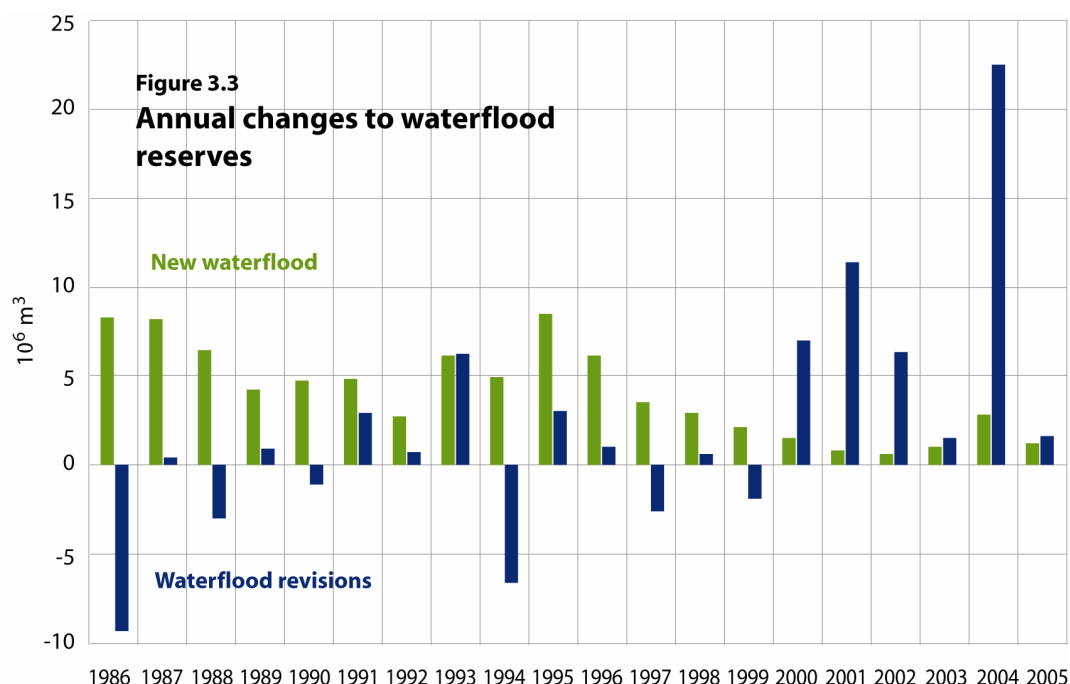 Figure 3.3
Annual changes to waterflood
reserves
New waterflood
Waterflood revisions
10⁶ m³
25
20
15
10
5
0
-5
-10
1986 1987 1988 1989 1990 1991 1992 1993 1994 1995 1996 1997 1998 1999 2000 2001 2002 2003 2004 2005